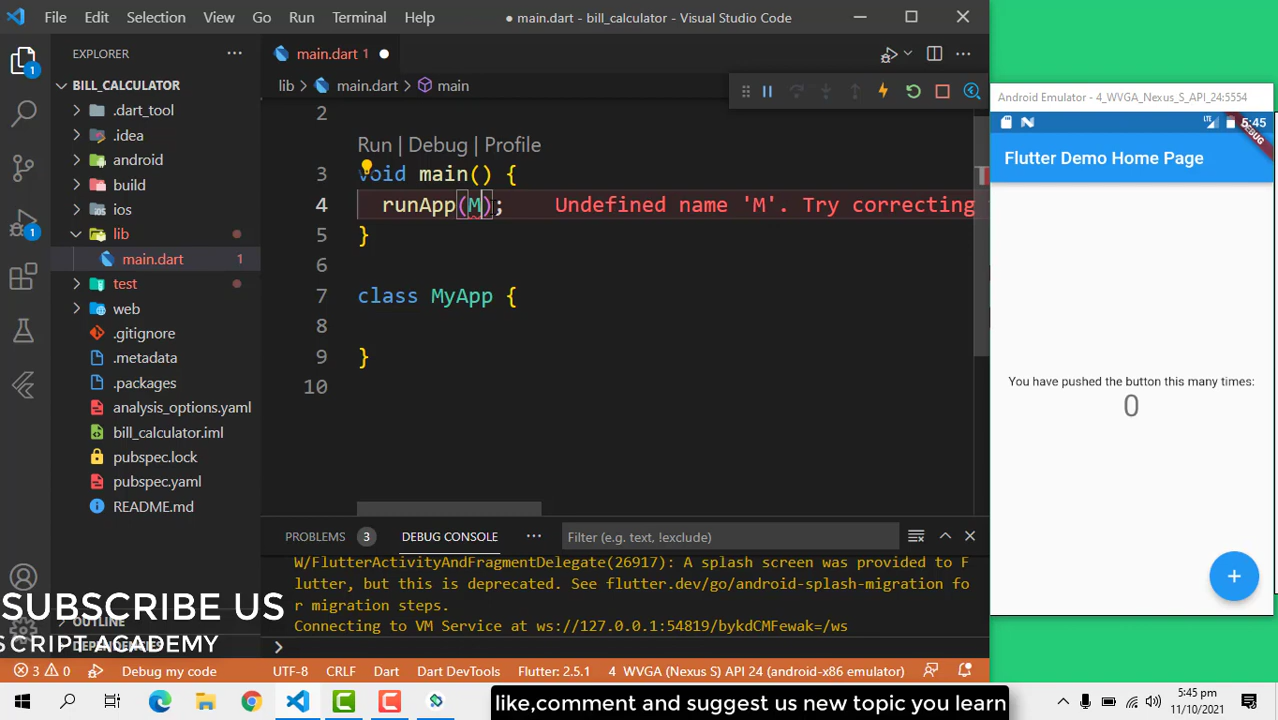 File Edit Selection View Go Run Terminal Help
● main.dart - bill_calculator - Visual Studio Code
EXPLORER
BILL_CALCULATOR
.dart_tool
.idea
android
build
ios
lib
main.dart 1
test
web
.gitignore
.metadata
.packages
analysis_options.yaml
bill_calculator.iml
pubspec.lock
pubspec.yaml
README.md
OUTLINE
1
1
main.dart 1
lib > main.dart > main
2
Run | Debug | Profile
3 void main() {
4 runApp(M); Undefined name 'M'. Try correcting
5 }
6
7 class MyApp {
8
9 }
10
PROBLEMS 3 DEBUG CONSOLE
Filter (e.g. text, !exclude)
W/FlutterActivityAndFragmentDelegate(26917): A splash screen was provided to F
lutter, but this is deprecated. See flutter.dev/go/android-splash-migration fo
r migration steps.
Connecting to VM Service at ws://127.0.0.1:54819/bykdCMFewak=/ws
>
SUBSCRIBE US
SCRIPT ACADEMY
3 0 Debug my code UTF-8 CRLF Dart Dart DevTools Flutter: 2.5.1 4 WVGA (Nexus S) API 24 (android-x86 emulator)
Android Emulator - 4_WVGA_Nexus_S_API_24:5554
LTE 5:45
DEBUG
Flutter Demo Home Page
You have pushed the button this many times:
0
+
like,comment and suggest us new topic you learn
5:45 pm
11/10/2021